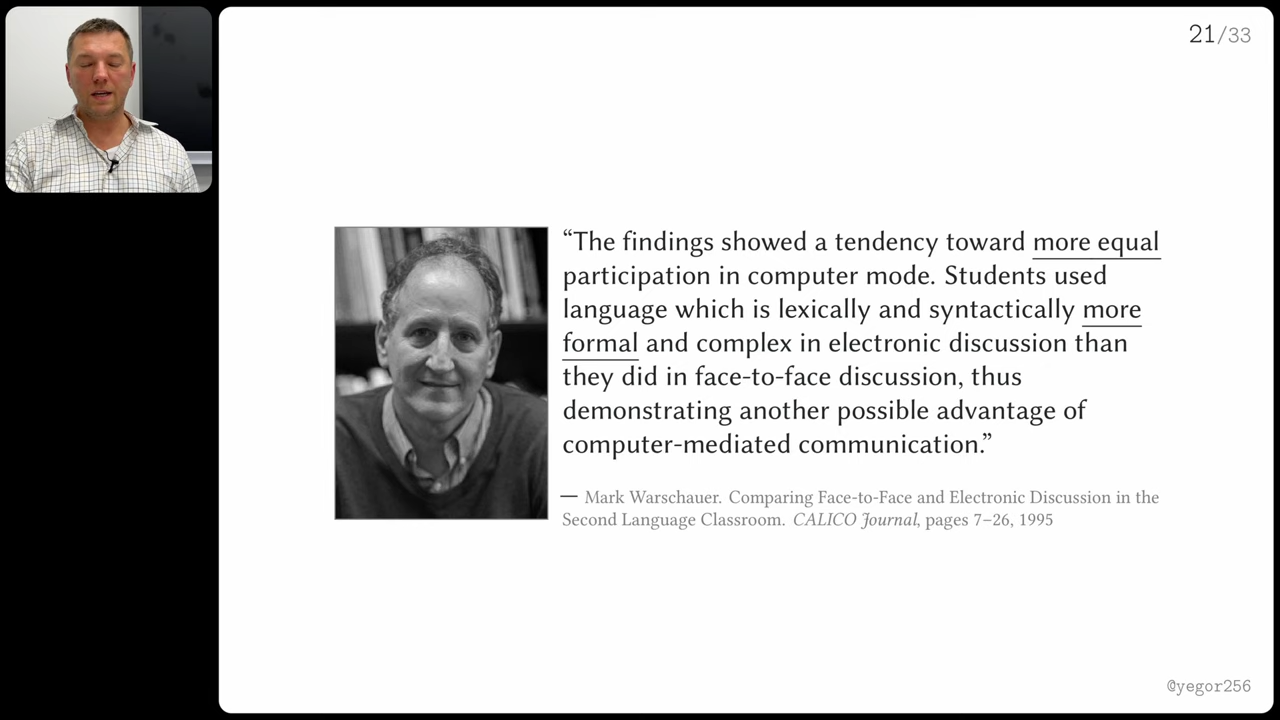 21/33
“The findings showed a tendency toward more equal
participation in computer mode. Students used
language which is lexically and syntactically more
formal and complex in electronic discussion than
they did in face-to-face discussion, thus
demonstrating another possible advantage of
computer-mediated communication.”
— Mark Warschauer. Comparing Face-to-Face and Electronic Discussion in the
Second Language Classroom. CALICO Journal, pages 7–26, 1995
@yegor256